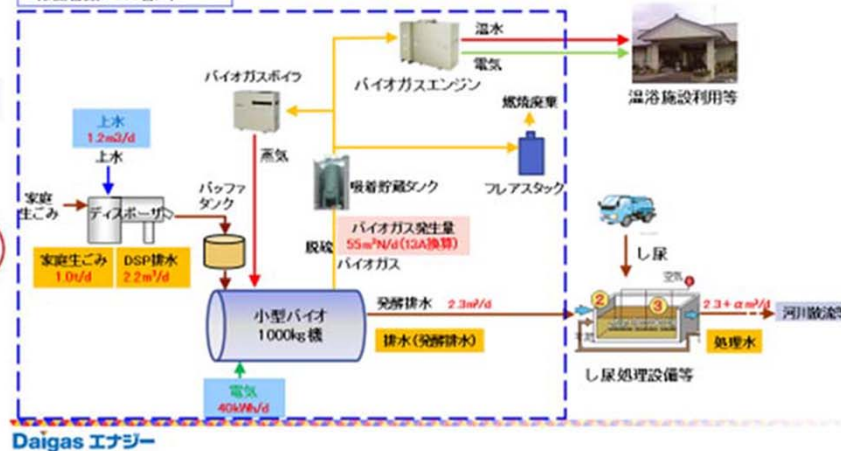 温水
電気
温浴施設利用等
バイオガスエンジン
バイオガスボイラ
燃焼廃棄
フレアスタック
上水
1.2m3/d
上水
蒸気
吸着貯蔵タンク
家庭
生ごみ
ディスポーザ
バッファ
タンク
脱硫
バイオガス発生量
55m³N/d(13A換算)
バイオガス
家庭生ごみ
1.0t/d
DSP排水
2.2m³/d
小型バイオ
1000kg機
発酵排水
2.3m³/d
排水(発酵排水)
電気
40kWh/d
し尿
空気
②
③
2.3+αm³/d
処理水
し尿処理設備等
Daigas エナジー